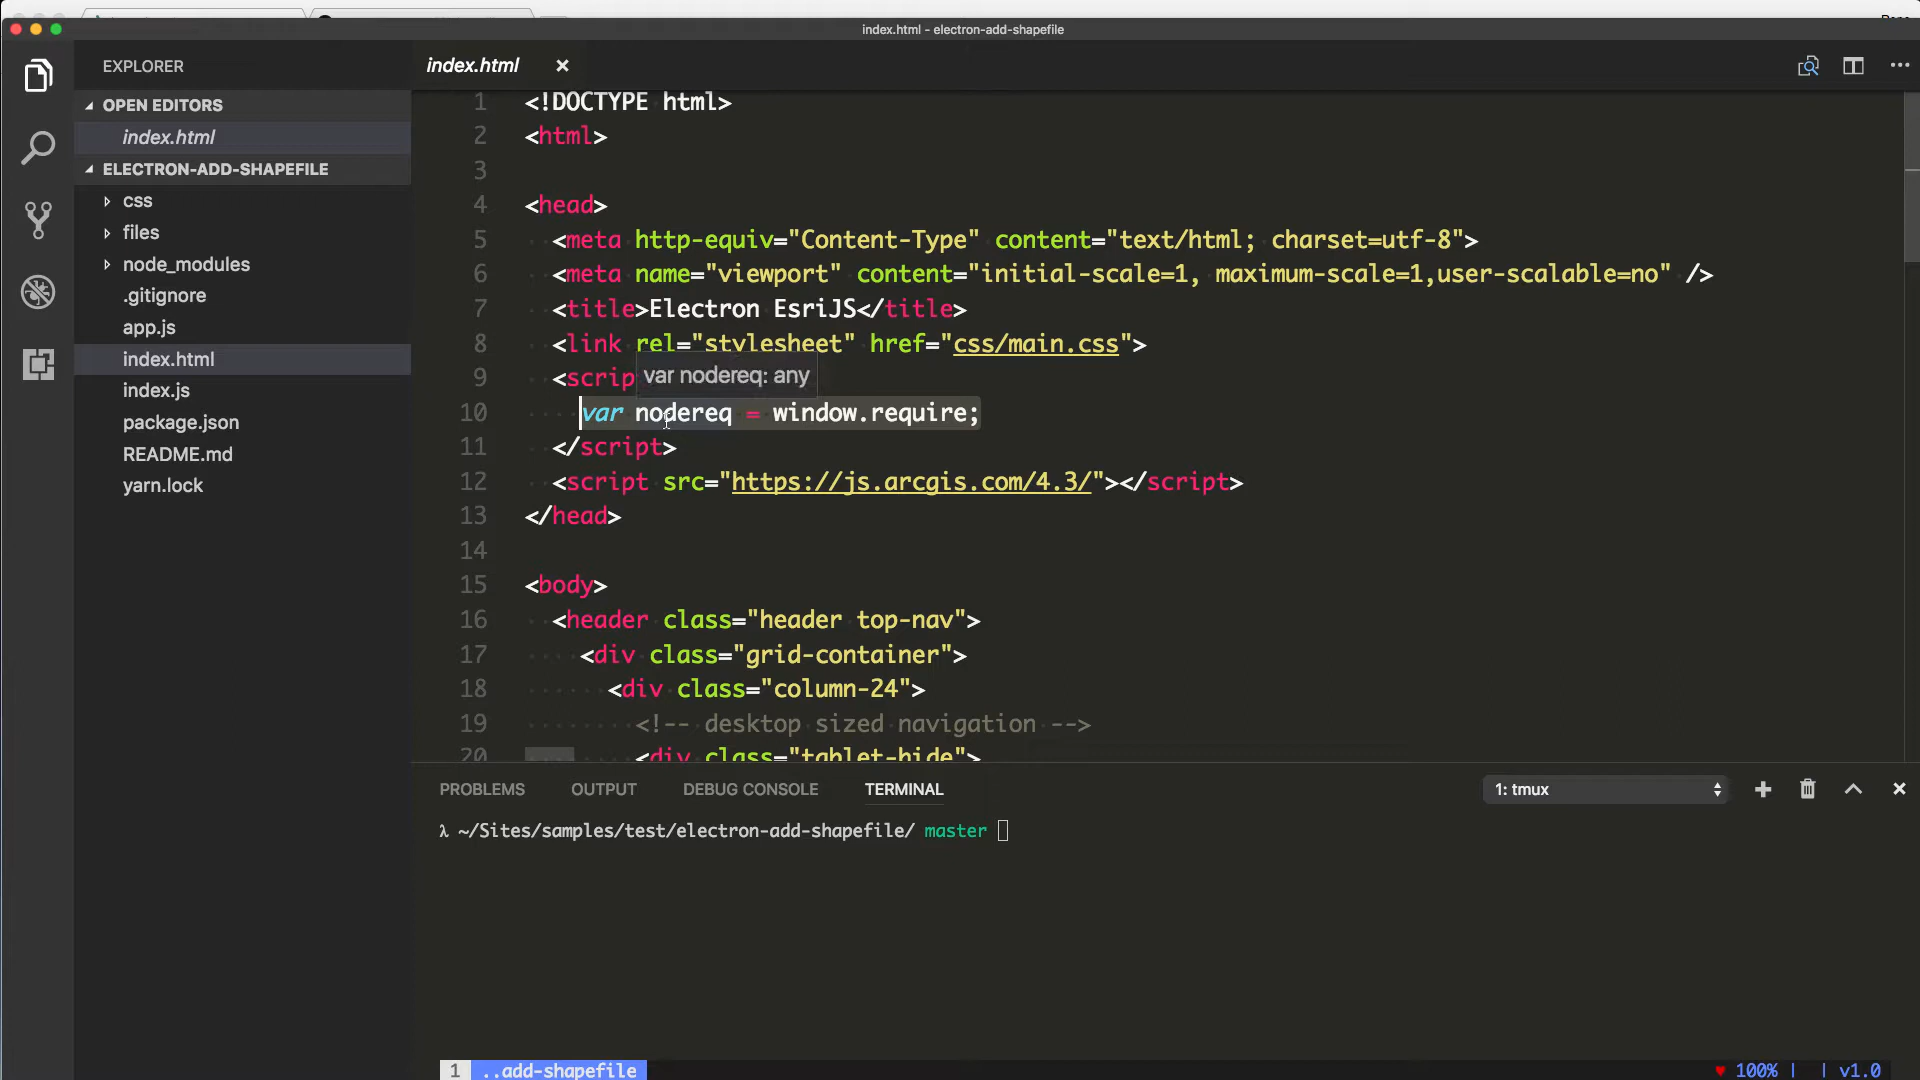 index.html - electron-add-shapefile
EXPLORER
OPEN EDITORS
index.html
ELECTRON-ADD-SHAPEFILE
css
files
node_modules
.gitignore
app.js
index.html
index.js
package.json
README.md
yarn.lock
index.html
1 <!DOCTYPE html>
2 <html>
3
4 <head>
5 <meta http-equiv="Content-Type" content="text/html; charset=utf-8">
6 <meta name="viewport" content="initial-scale=1, maximum-scale=1,user-scalable=no" />
7 <title>Electron EsriJS</title>
8 <link rel="stylesheet" href="css/main.css">
9 <scrip
var nodereq: any
10 var nodereq = window.require;
11 </script>
12 <script src="https://js.arcgis.com/4.3/"></script>
13 </head>
14
15 <body>
16 <header class="header top-nav">
17 <div class="grid-container">
18 <div class="column-24">
19 <!-- desktop sized navigation -->
20 <div class="tablet-hide">
PROBLEMS OUTPUT DEBUG CONSOLE TERMINAL 1: tmux
λ ~/Sites/samples/test/electron-add-shapefile/ master
1 ..add-shapefile ♥ 100% | | v1.0